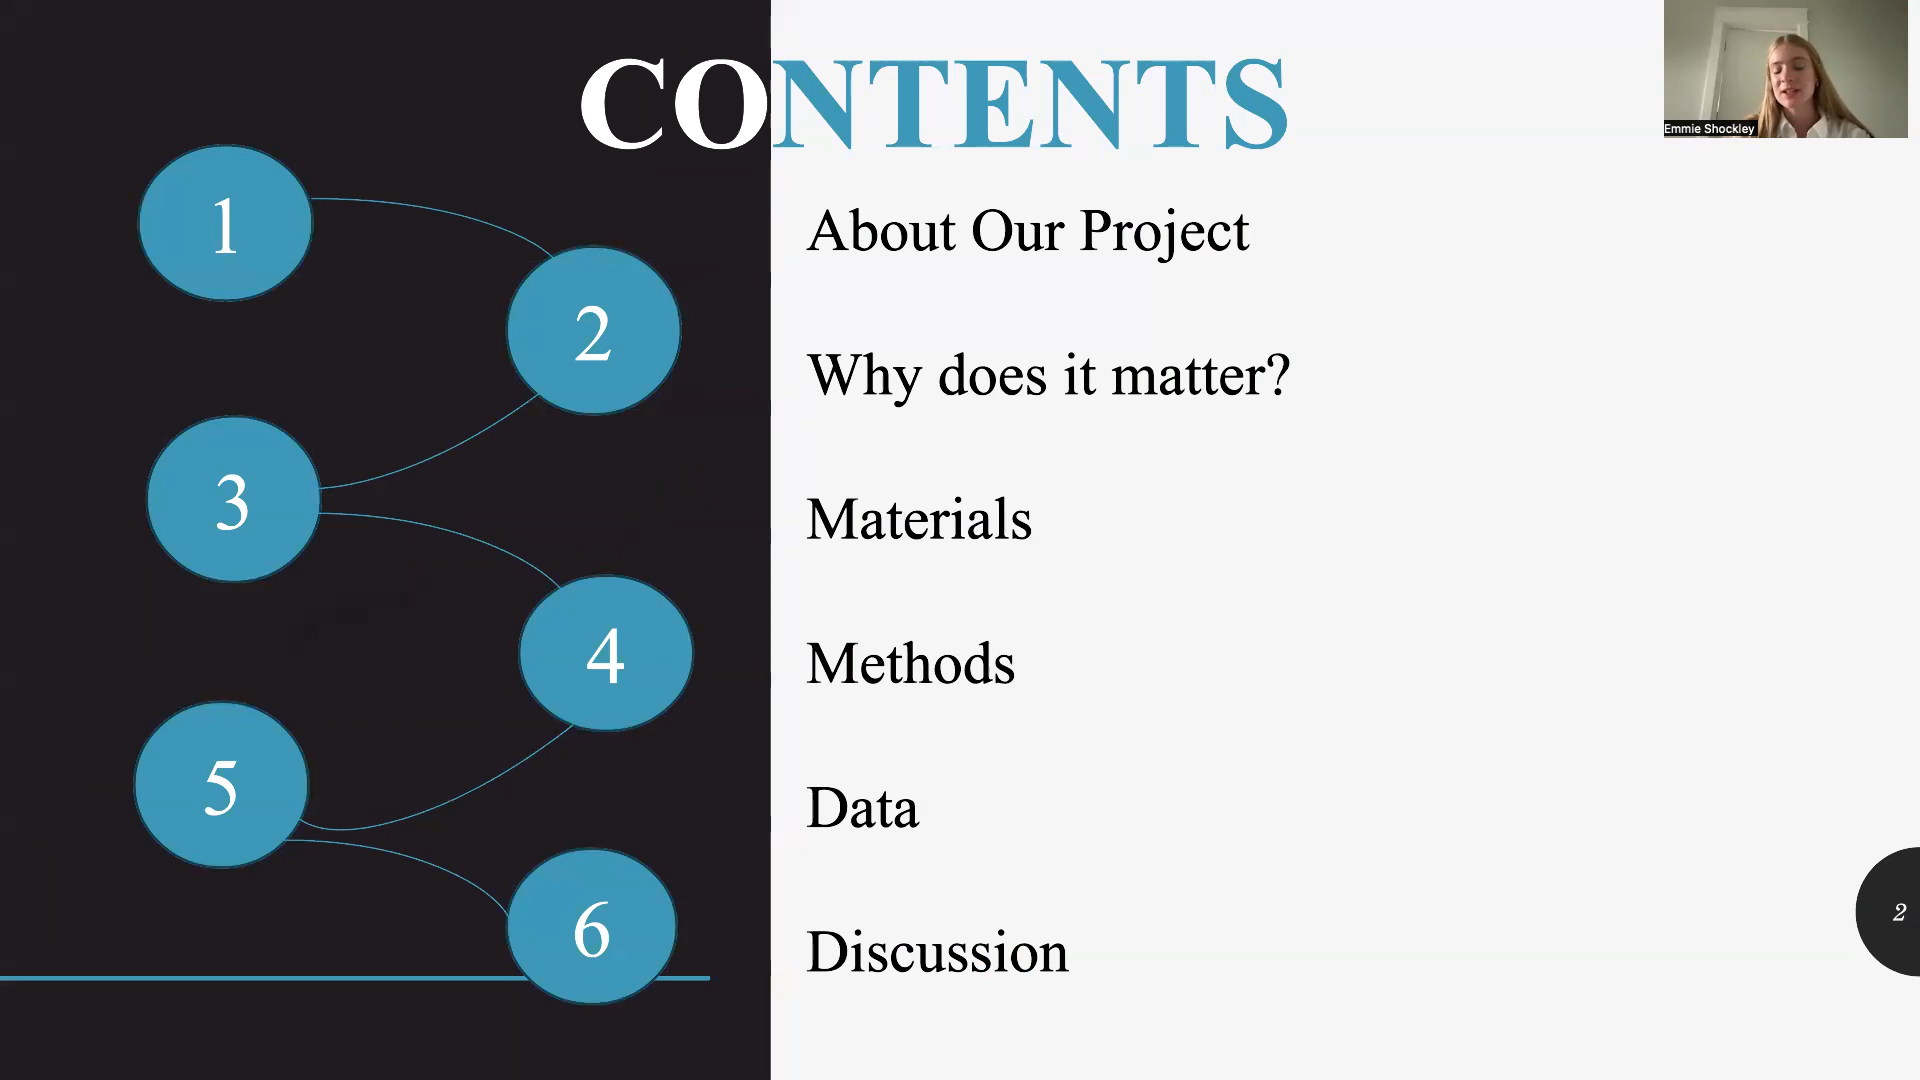 CONTENTS
Emmie Shockley
1
About Our Project
2
Why does it matter?
3
Materials
4
Methods
5
Data
6
Discussion
2